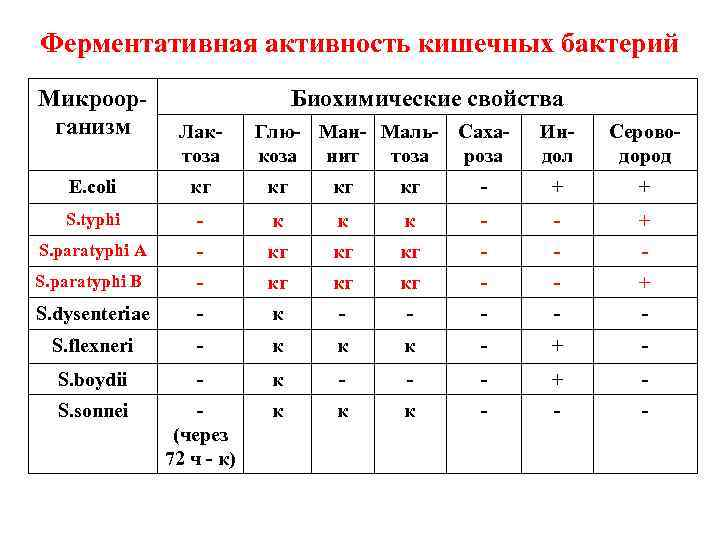 Ферментативная активность кишечных бактерий
Микроор- Биохимические свойства
ганизм Лак- Глю- Ман- Маль- Саха- Ин- Серово-
тоза коза нит тоза роза дол дород
E.coli кг кг кг кг - + +
S.typhi - к к к - - +
S.paratyphi A - кг кг кг - - -
S.paratyphi B - кг кг кг - - +
S.dysenteriae - к - - - - -
S.flexneri - к к к - + -
S.boydii - к - - - + -
S.sonnei - к к к - - -
(через
72 ч - к)